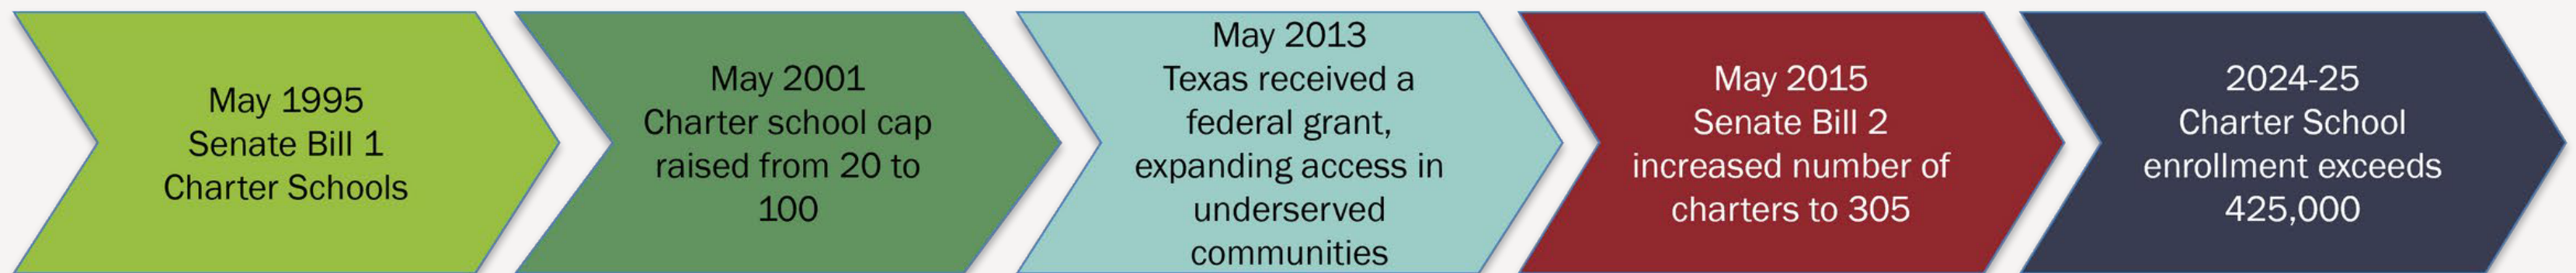 May 1995
Senate Bill 1
Charter Schools
May 2001
Charter school cap
raised from 20 to
100
May 2013
Texas received a
federal grant,
expanding access in
underserved
communities
May 2015
Senate Bill 2
increased number of
charters to 305
2024-25
Charter School
enrollment exceeds
425,000